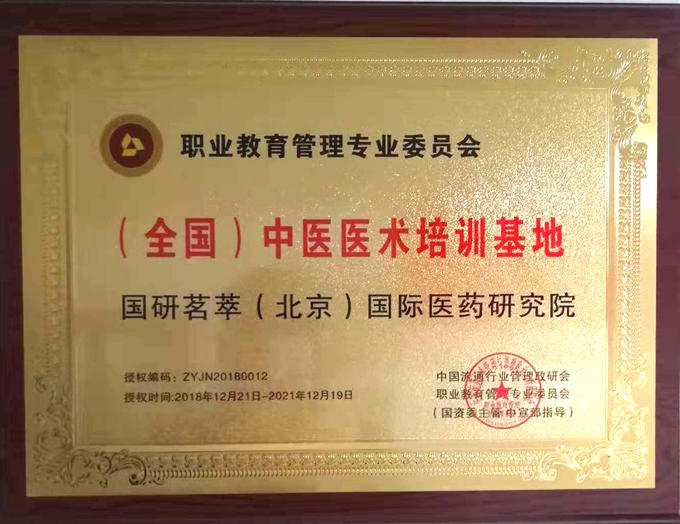 职业教育管理专业委员会
（全国）中医医术培训基地
国研茗萃（北京）国际医药研究院
授权编码：ZYJN20180012
授权时间:2018年12月21日-2021年12月19日
中国流通行业管理政研会
职业教育管理专业委员会
（国资委主管 中宣部指导）